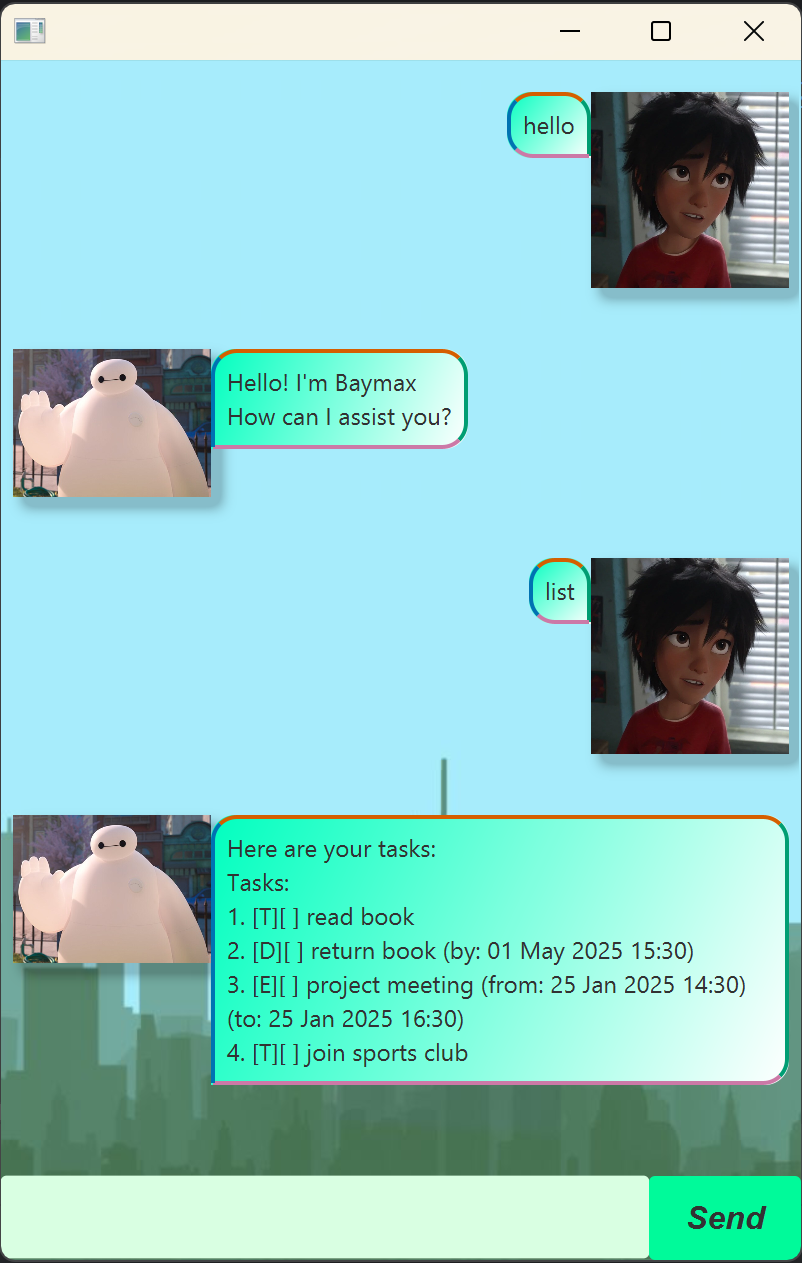 hello
Hello! I'm Baymax
How can I assist you?
list
Here are your tasks:
Tasks:
1. [T][ ] read book
2. [D][ ] return book (by: 01 May 2025 15:30)
3. [E][ ] project meeting (from: 25 Jan 2025 14:30)
(to: 25 Jan 2025 16:30)
4. [T][ ] join sports club
Send